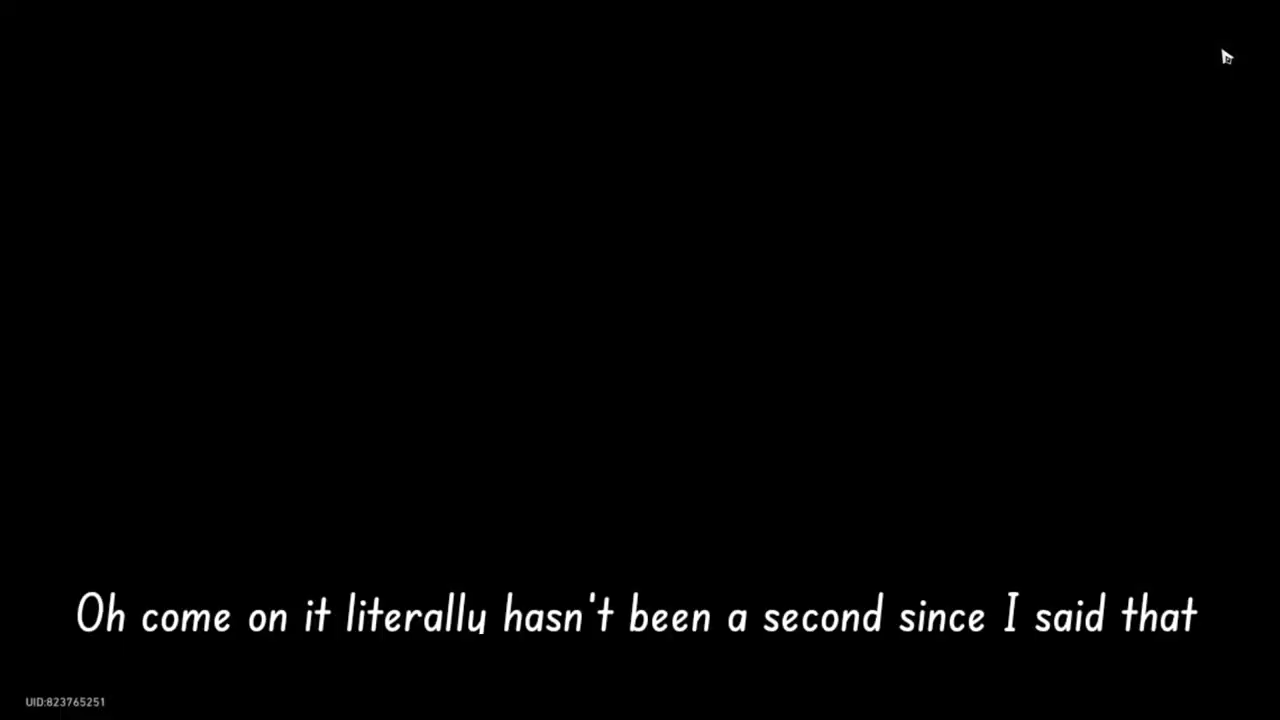 Oh come on it literally hasn't been a second since I said that
UID:823765251